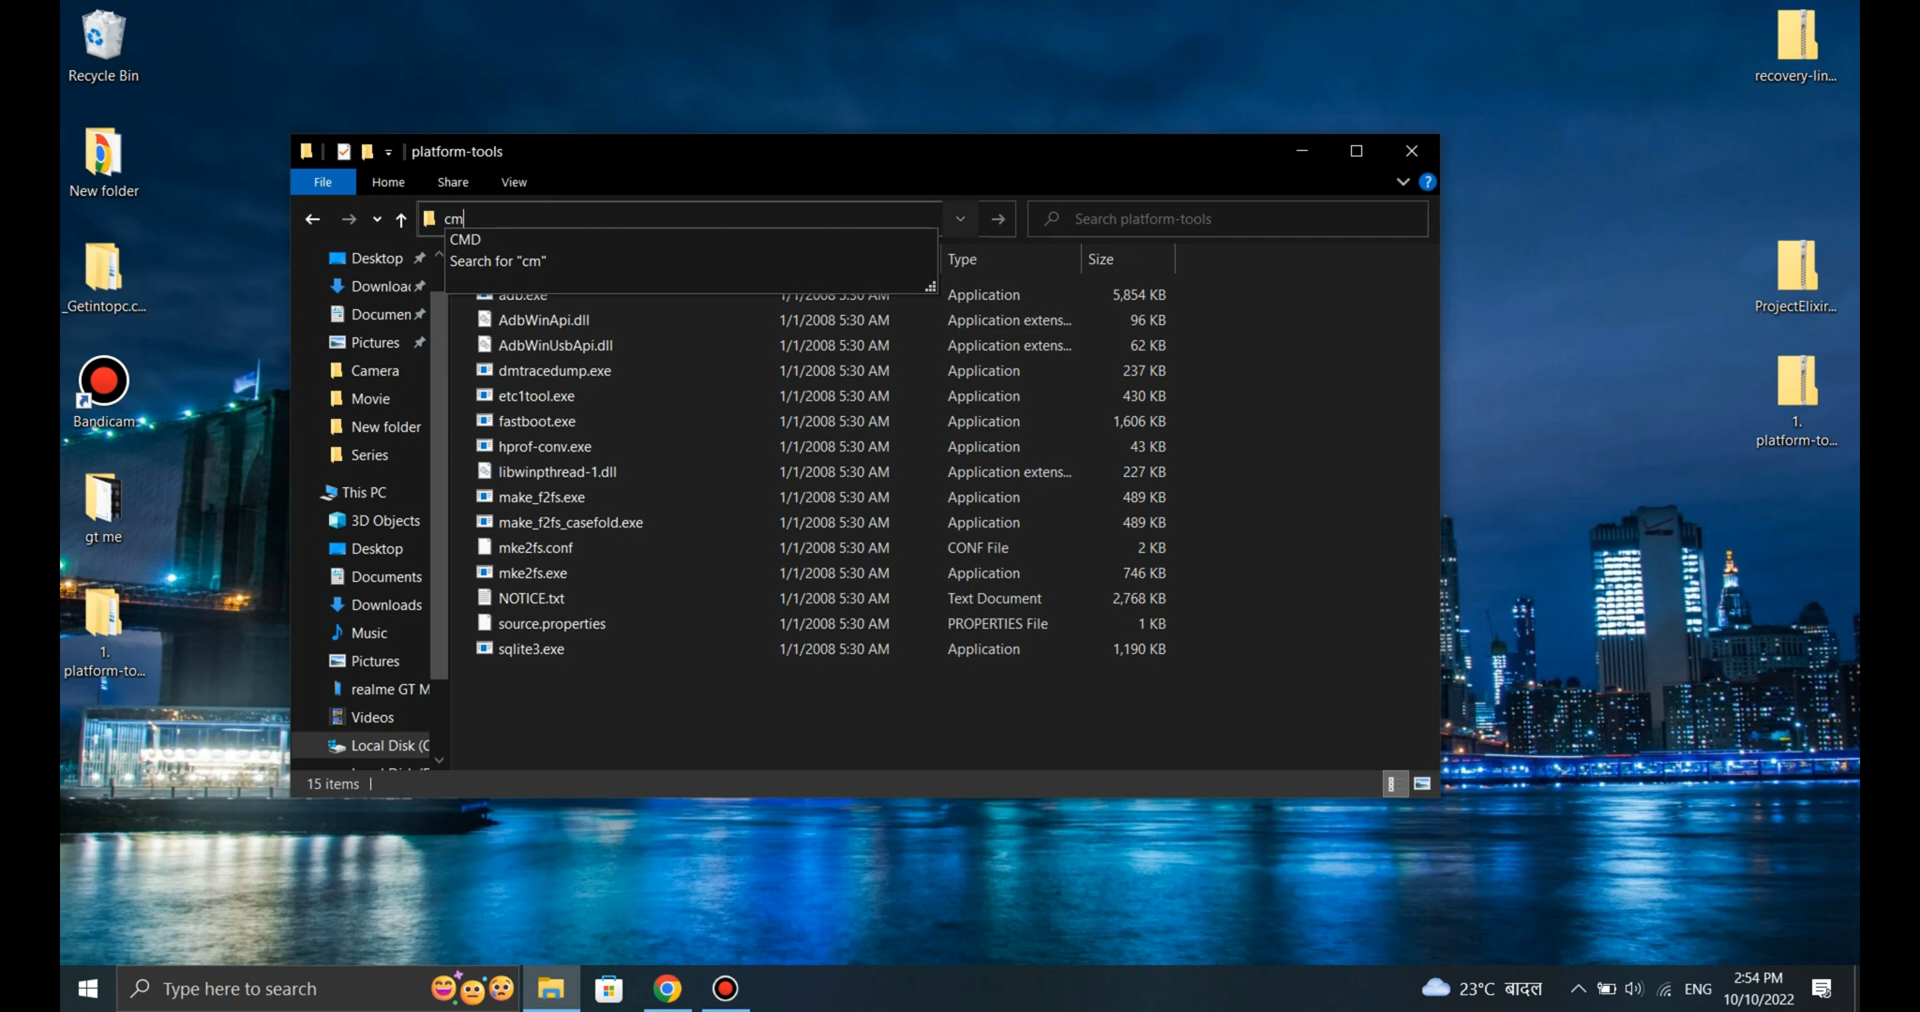 Recycle Bin
New folder
_Getintopc.c...
Bandicam
gt me
1.
platform-to...
recovery-lin...
ProjectElixir...
1.
platform-to...
platform-tools
File Home Share View
cm
Search platform-tools
CMD
Search for "cm"
Type Size
Desktop
Downloa
Documen
Pictures
Camera
Movie
New folder
Series
This PC
3D Objects
Desktop
Documents
Downloads
Music
Pictures
realme GT M
Videos
Local Disk (C
adb.exe 1/1/2008 5:30 AM Application 5,854 KB
AdbWinApi.dll 1/1/2008 5:30 AM Application extens... 96 KB
AdbWinUsbApi.dll 1/1/2008 5:30 AM Application extens... 62 KB
dmtracedump.exe 1/1/2008 5:30 AM Application 237 KB
etc1tool.exe 1/1/2008 5:30 AM Application 430 KB
fastboot.exe 1/1/2008 5:30 AM Application 1,606 KB
hprof-conv.exe 1/1/2008 5:30 AM Application 43 KB
libwinpthread-1.dll 1/1/2008 5:30 AM Application extens... 227 KB
make_f2fs.exe 1/1/2008 5:30 AM Application 489 KB
make_f2fs_casefold.exe 1/1/2008 5:30 AM Application 489 KB
mke2fs.conf 1/1/2008 5:30 AM CONF File 2 KB
mke2fs.exe 1/1/2008 5:30 AM Application 746 KB
NOTICE.txt 1/1/2008 5:30 AM Text Document 2,768 KB
source.properties 1/1/2008 5:30 AM PROPERTIES File 1 KB
sqlite3.exe 1/1/2008 5:30 AM Application 1,190 KB
15 items
Type here to search
23°C बादल
ENG
2:54 PM
10/10/2022